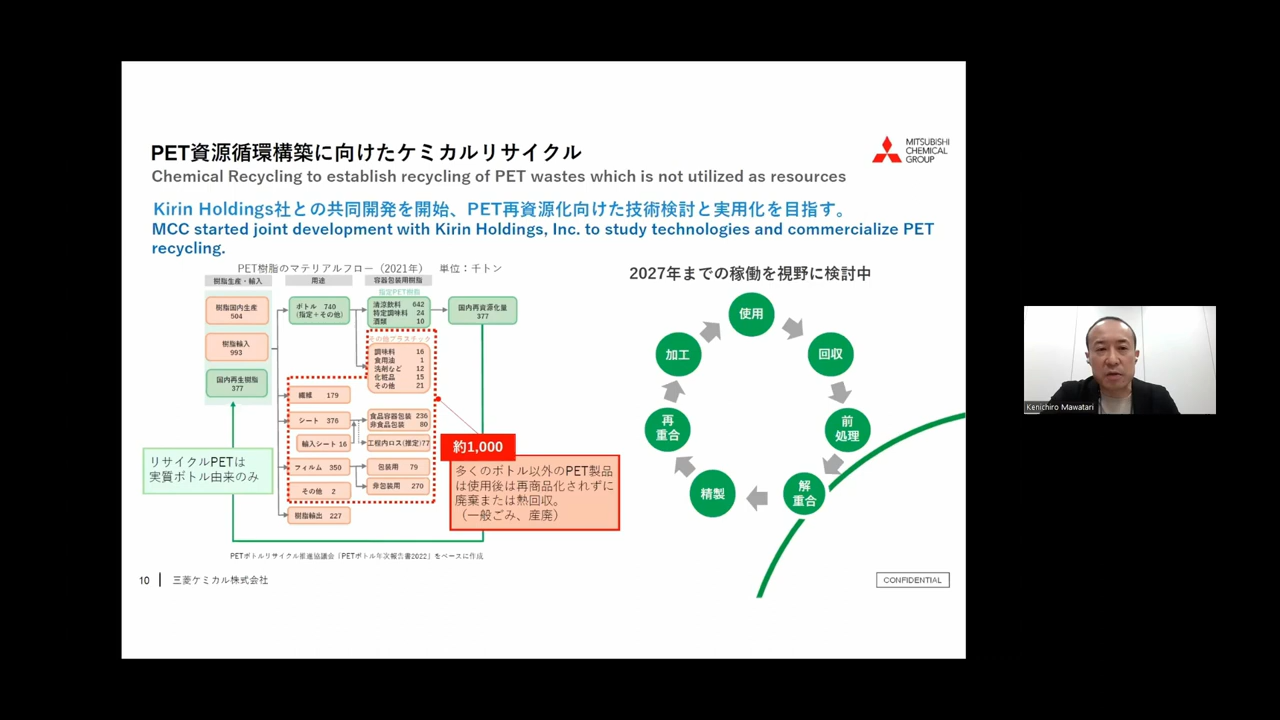 PET資源循環構築に向けたケミカルリサイクル
Chemical Recycling to establish recycling of PET wastes which is not utilized as resources
MITSUBISHI
CHEMICAL
GROUP
Kirin Holdings社との共同開発を開始、PET再資源化向けた技術検討と実用化を目指す。
MCC started joint development with Kirin Holdings, Inc. to study technologies and commercialize PET
recycling.
PET樹脂のマテリアルフロー（2021年） 単位：千トン
樹脂生産・輸入
用途
容器包装用樹脂
指定PET樹脂
樹脂国内生産
504
樹脂輸入
993
国内再生樹脂
377
ボトル 740
（指定＋その他）
清涼飲料 642
特定調味料 24
酒類 10
国内再資源化量
377
その他プラスチック
調味料 16
食用油 1
洗剤など 12
化粧品 15
その他 21
繊維 179
シート 376
輸入シート 16
フィルム 350
その他 2
樹脂輸出 227
食品容器包装 236
非食品包装 80
工程内ロス(推定)77
包装用 79
非包装用 270
リサイクルPETは
実質ボトル由来のみ
約1,000
多くのボトル以外のPET製品
は使用後は再商品化されずに
廃棄または熱回収。
（一般ごみ、産廃）
PETボトルリサイクル推進協議会「PETボトル年次報告書2022」をベースに作成
2027年までの稼働を視野に検討中
使用
回収
前
処理
解
重合
精製
再
重合
加工
10
三菱ケミカル株式会社
CONFIDENTIAL
Kenichiro Mawatari